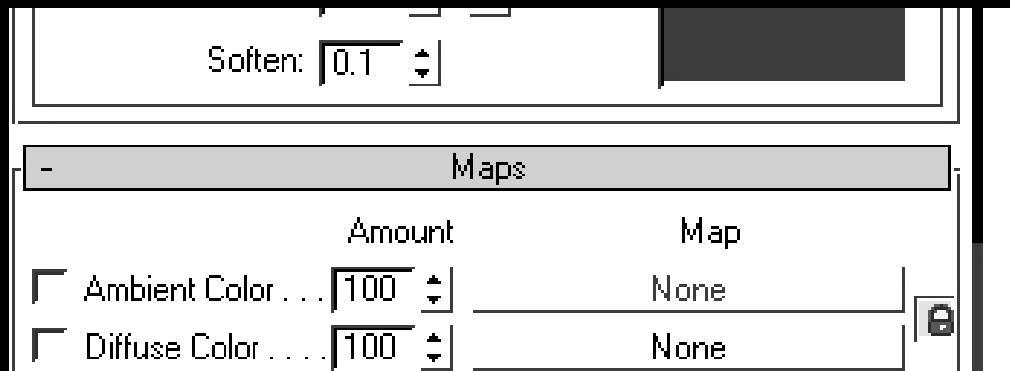 Soften: 0.1
- Maps
Amount Map
Ambient Color . . . 100 None
Diffuse Color . . . . 100 None